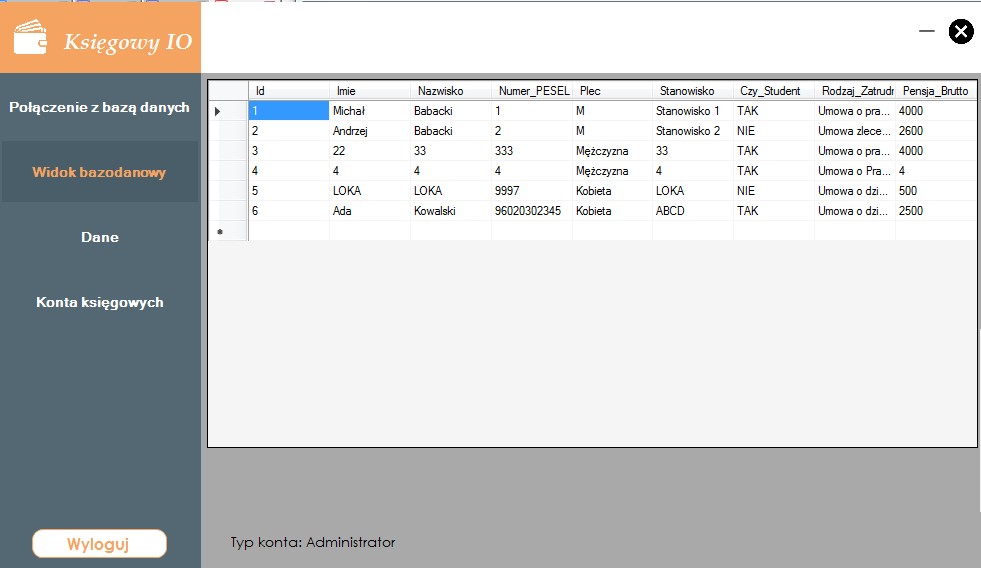 Księgowy IO
Połączenie z bazą danych
Widok bazodanowy
Dane
Konta księgowych
Wyloguj
Id Imie Nazwisko Numer_PESEL Plec Stanowisko Czy_Student Rodzaj_Zatrudn Pensja_Brutto
1 Michał Babacki 1 M Stanowisko 1 TAK Umowa o pra... 4000
2 Andrzej Babacki 2 M Stanowisko 2 NIE Umowa zlece... 2600
3 22 33 333 Mężczyzna 33 TAK Umowa o pra... 4000
4 4 4 4 Mężczyzna 4 TAK Umowa o Pra... 4
5 LOKA LOKA 9997 Kobieta LOKA NIE Umowa o dzi... 500
6 Ada Kowalski 96020302345 Kobieta ABCD TAK Umowa o dzi... 2500
Typ konta: Administrator